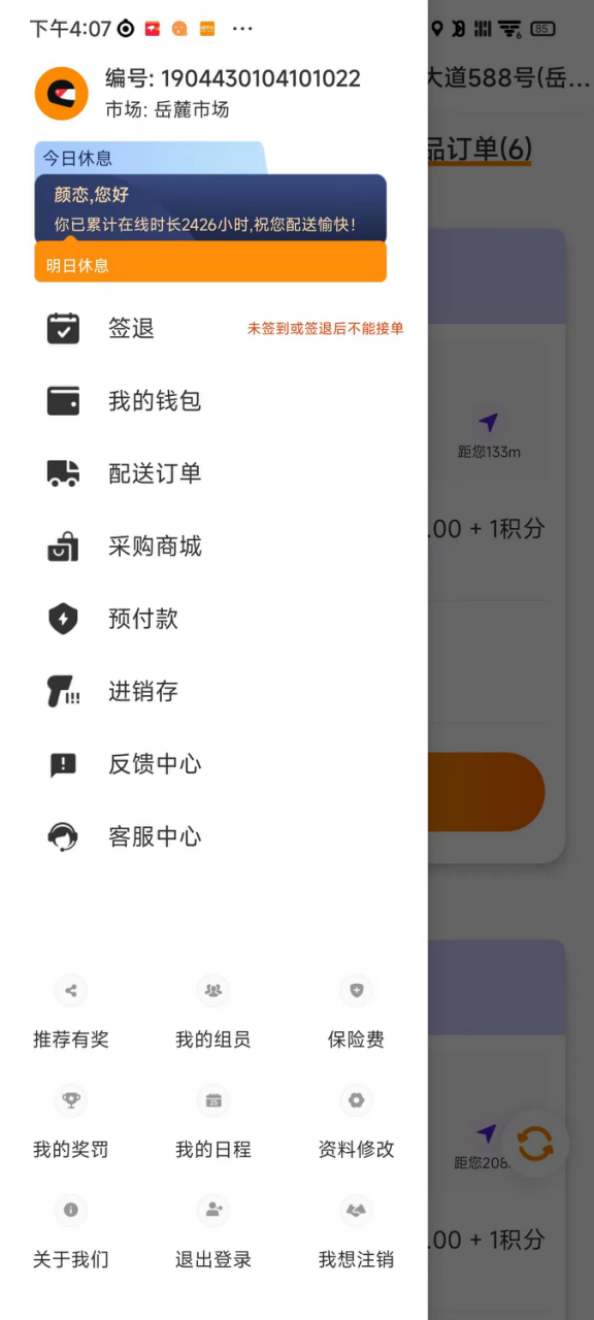 下午4:07 ... 85
编号: 1904430104101022
市场: 岳麓市场
大道588号(岳...
品订单(6)
今日休息
颜恋,您好
你已累计在线时长2426小时,祝您配送愉快!
明日休息
签退
未签到或签退后不能接单
我的钱包
距您133m
配送订单
.00 + 1积分
采购商城
预付款
进销存
反馈中心
客服中心
推荐有奖 我的组员 保险费
我的奖罚 我的日程 资料修改
距您208
.00 + 1积分
关于我们 退出登录 我想注销